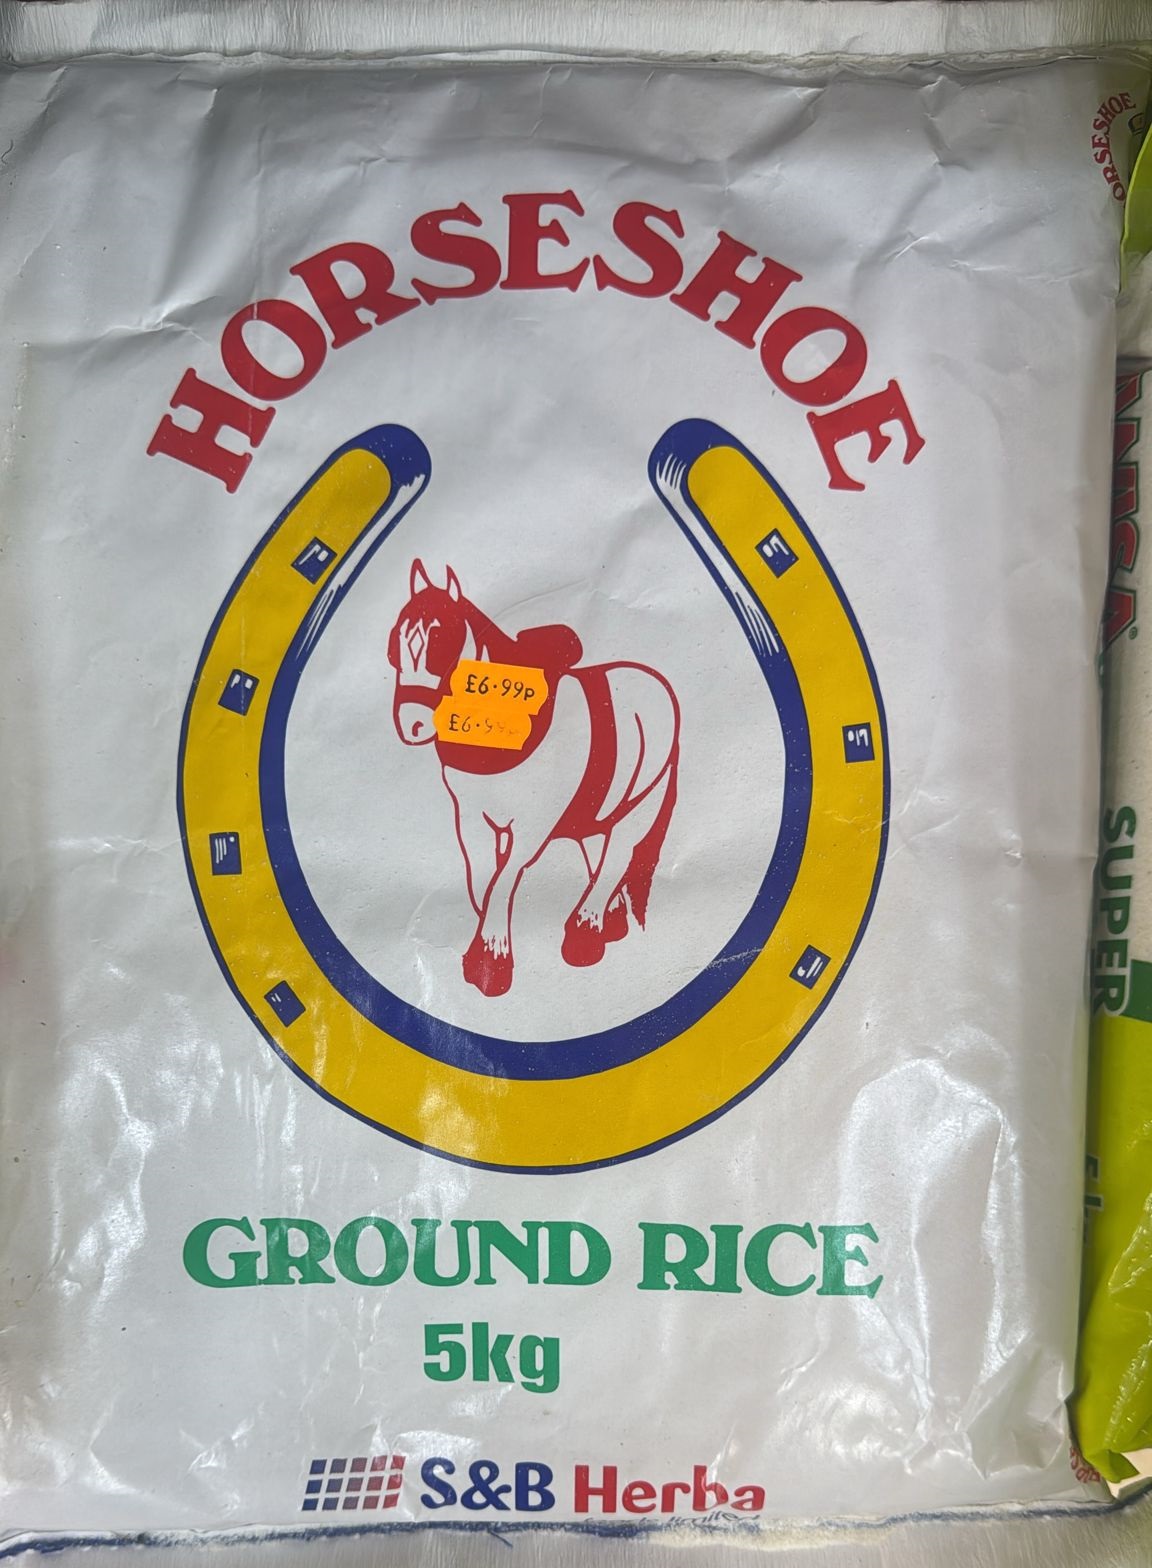 HORSESHOE
£6.99p
GROUND RICE
5kg
S&B Herba
SUPER